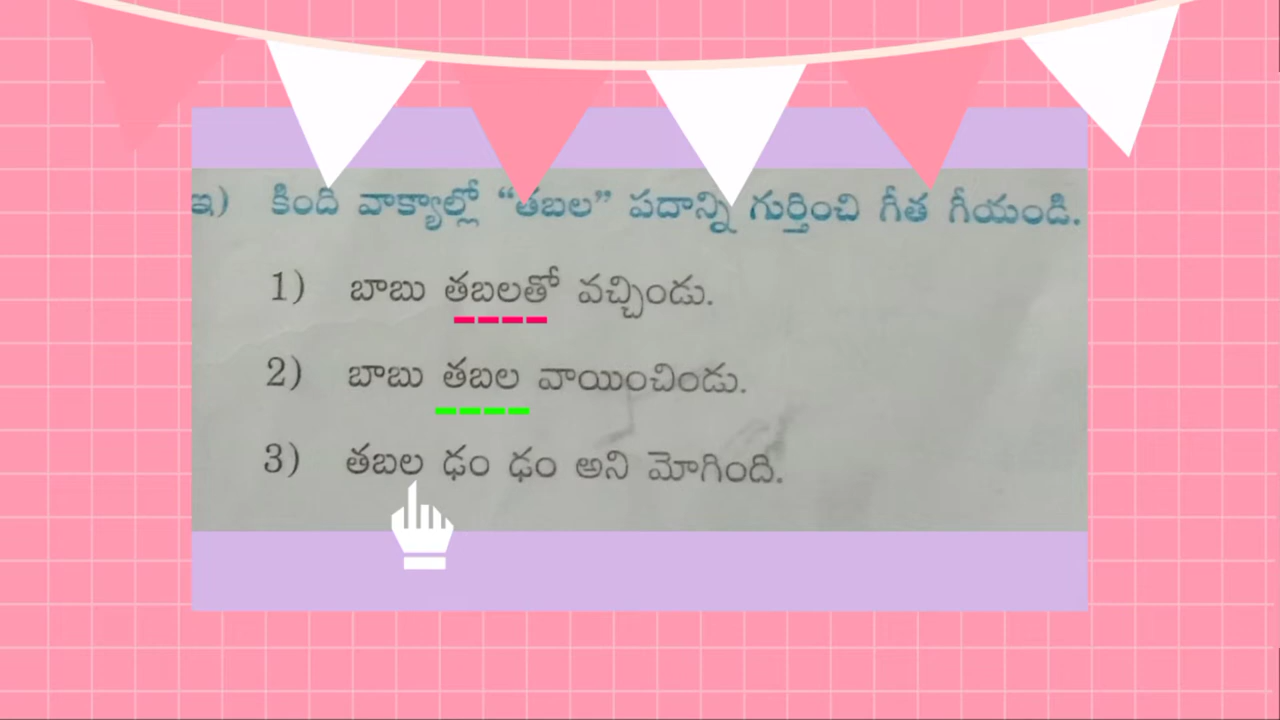 ఇ) కింది వాక్యాల్లో “తబల” పదాన్ని గుర్తించి గీత గీయండి.
1) బాబు తబలతో వచ్చిండు.
2) బాబు తబల వాయించిండు.
3) తబల ఢం ఢం అని మోగింది.